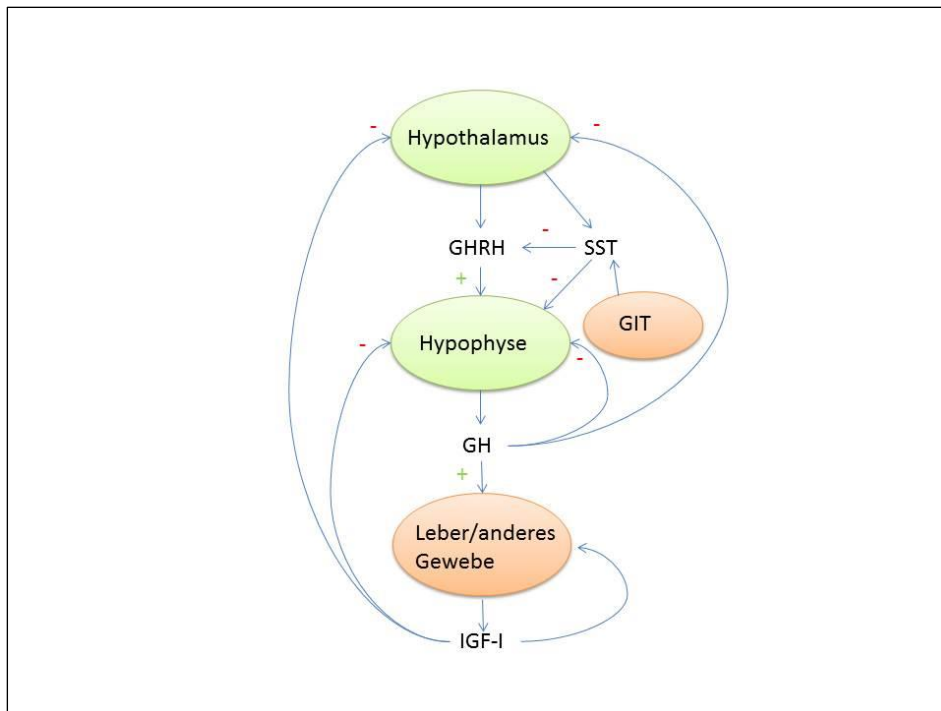 -
-
Hypothalamus
-
GHRH
SST
+
-
GIT
-
Hypophyse
-
GH
+
Leber/anderes
Gewebe
IGF-I